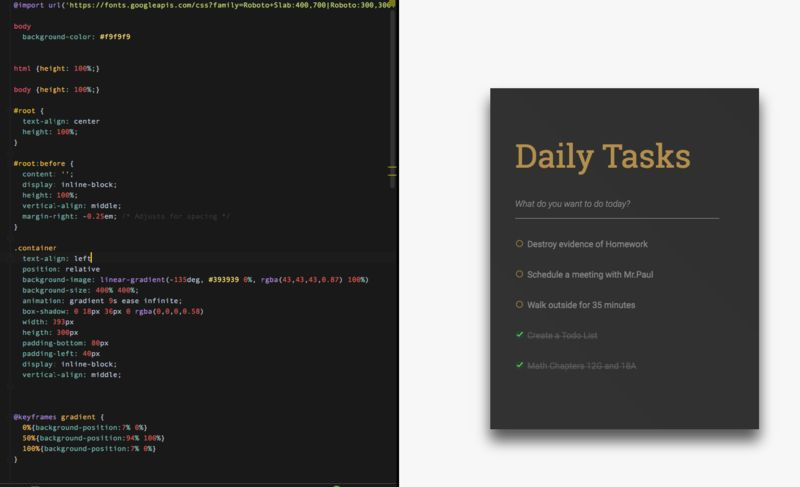 @import url('https://fonts.googleapis.com/css?family=Roboto+Slab:400,700|Roboto:300,300
body
background-color: #f9f9f9
html {height: 100%;}
body {height: 100%;}
#root {
text-align: center
height: 100%;
}
#root:before {
content: '';
display: inline-block;
height: 100%;
vertical-align: middle;
margin-right: -0.25em; /* Adjusts for spacing */
}
.container
text-align: left
position: relative
background-image: linear-gradient(-135deg, #393939 0%, rgba(43,43,43,0.87) 100%)
background-size: 400% 400%;
animation: gradient 9s ease infinite;
box-shadow: 0 18px 36px 0 rgba(0,0,0,0.50)
width: 393px
heigth: 300px
padding-bottom: 80px
padding-left: 40px
display: inline-block;
vertical-align: middle;
@keyframes gradient {
0%{background-position:7% 0%}
50%{background-position:94% 100%}
100%{background-position:7% 0%}
}
Daily Tasks
What do you want to do today?
Destroy evidence of Homework
Schedule a meeting with Mr.Paul
Walk outside for 35 minutes
Create a Todo List
Math Chapters 12G and 18A